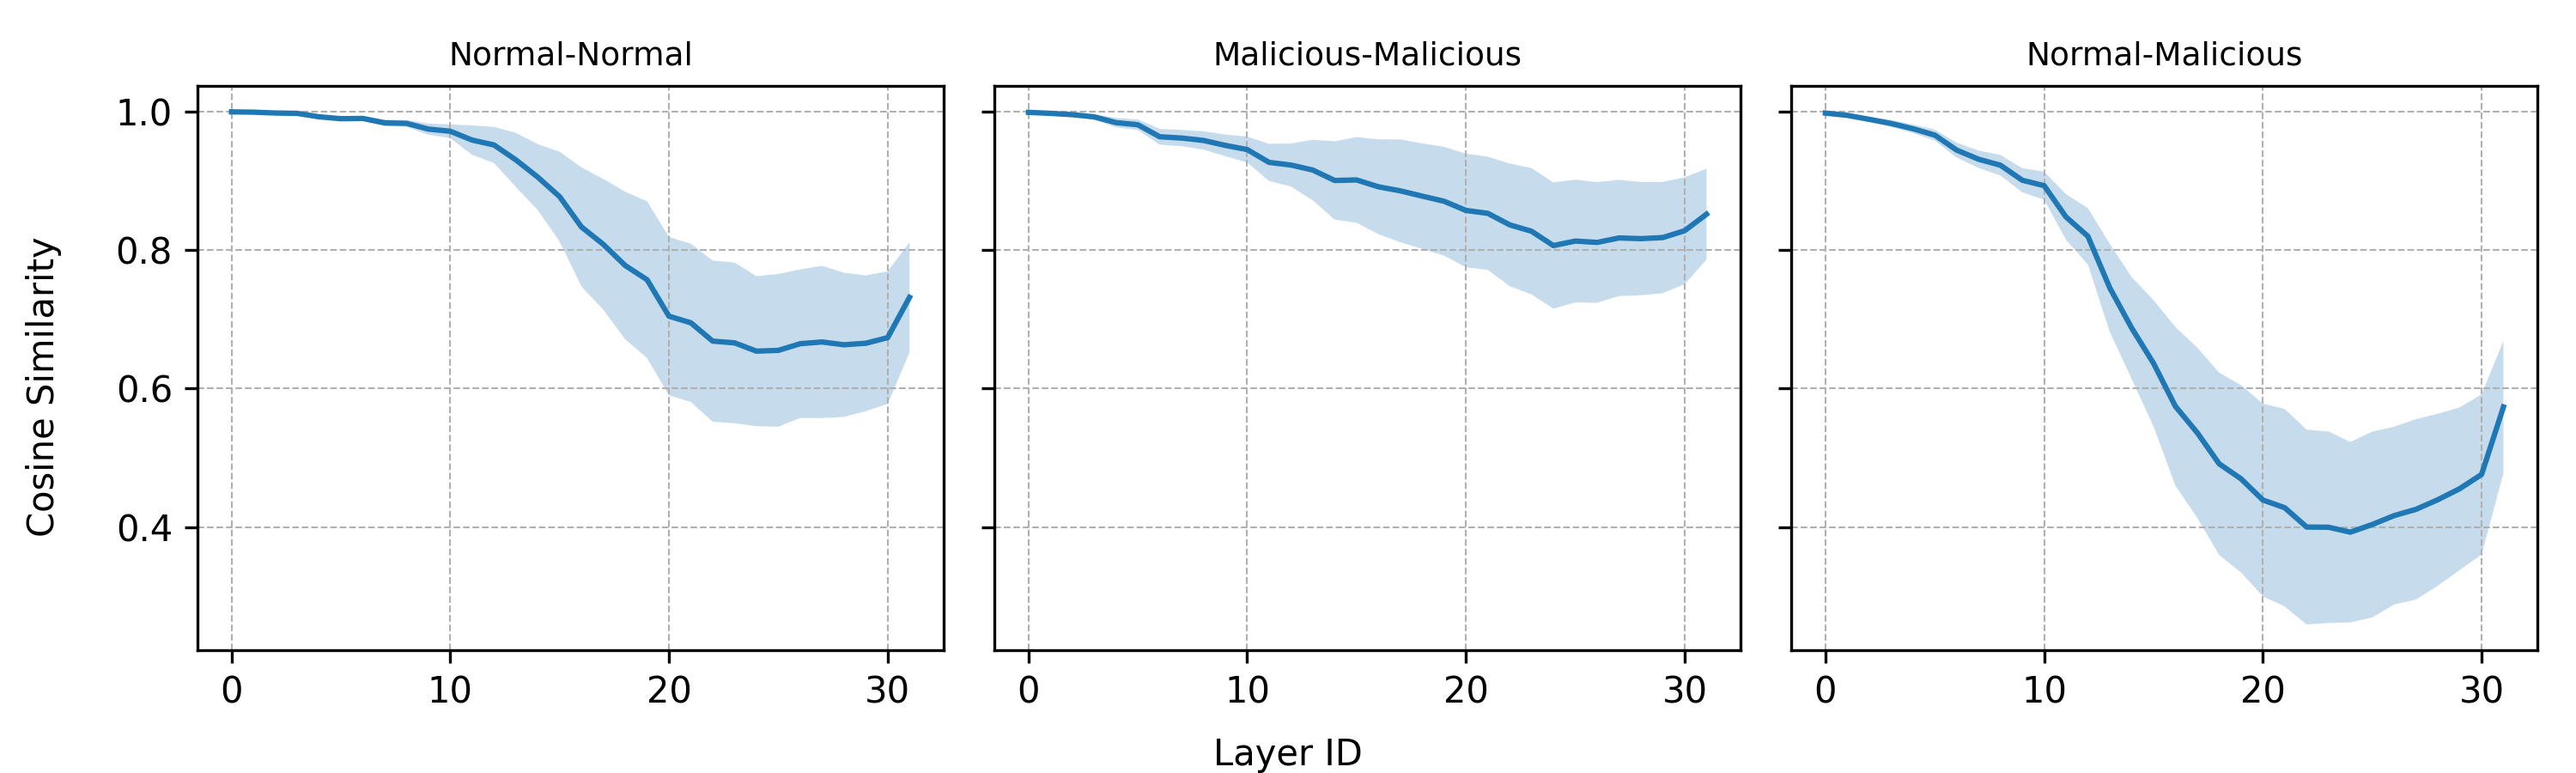 Normal-Normal
Malicious-Malicious
Normal-Malicious
Cosine Similarity
1.0
0.8
0.6
0.4
0 10 20 30
0 10 20 30
0 10 20 30
Layer ID